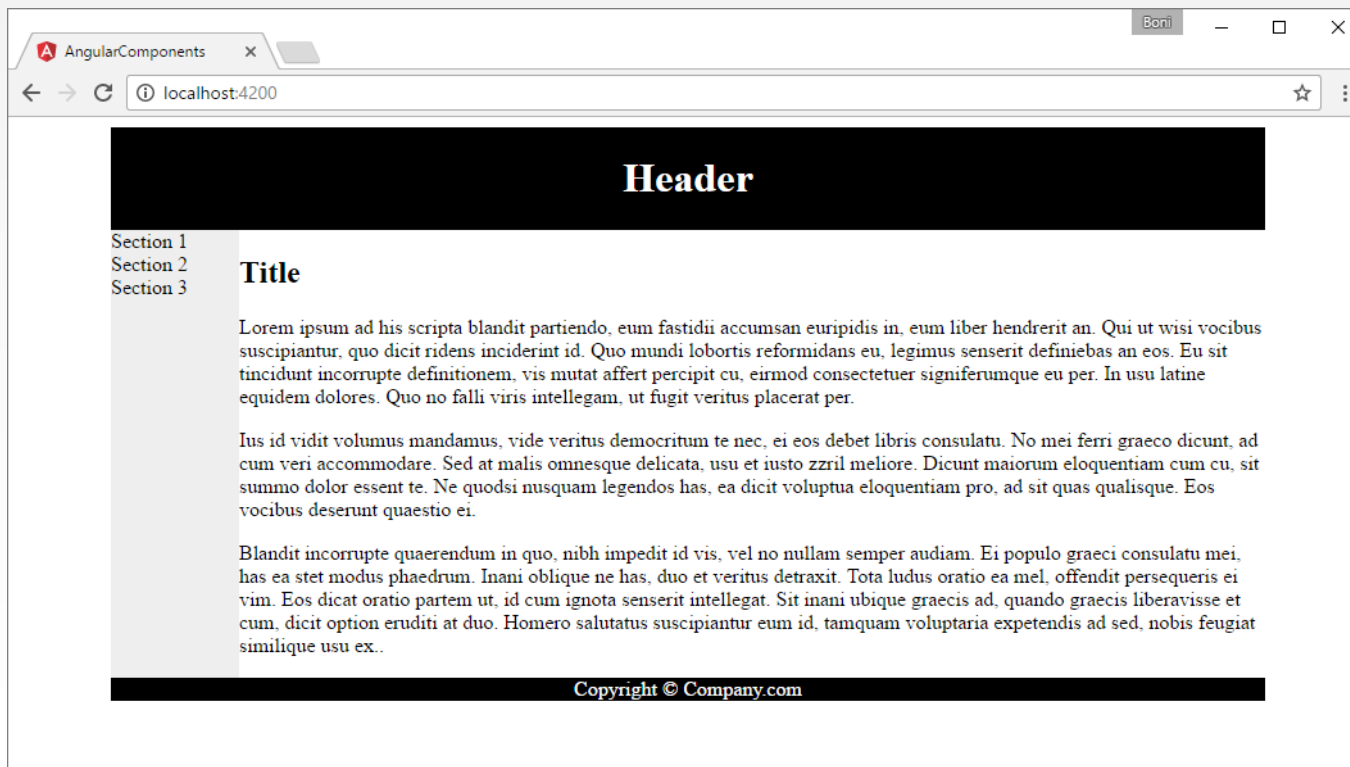 Boni
AngularComponents
localhost:4200
Header
Section 1
Section 2
Section 3
Title
Lorem ipsum ad his scripta blandit partiendo, eum fastidii accumsan euripidis in, eum liber hendrerit an. Qui ut wisi vocibus
suscipiantur, quo dicit ridens inciderint id. Quo mundi lobortis reformidans eu, legimus senserit definiebas an eos. Eu sit
tincidunt incorrupte definitionem, vis mutat affert percipit cu, eirmod consectetuer signiferumque eu per. In usu latine
equidem dolores. Quo no falli viris intellegam, ut fugit veritus placerat per.
Ius id vidit volumus mandamus, vide veritus democritum te nec, ei eos debet libris consulatu. No mei ferri graeco dicunt, ad
cum veri accommodare. Sed at malis omnesque delicata, usu et iusto zzril meliore. Dicunt maiorum eloquentiam cum cu, sit
summo dolor essent te. Ne quodsi nusquam legendos has, ea dicit voluptua eloquentiam pro, ad sit quas qualisque. Eos
vocibus deserunt quaestio ei.
Blandit incorrupte quaerendum in quo, nibh impedit id vis, vel no nullam semper audiam. Ei populo graeci consulatu mei,
has ea stet modus phaedrum. Inani oblique ne has, duo et veritus detraxit. Tota ludus oratio ea mel, offendit persequeris ei
vim. Eos dicat oratio partem ut, id cum ignota senserit intellegat. Sit inani ubique graecis ad, quando graecis liberavisse et
cum, dicit option eruditi at duo. Homero salutatus suscipiantur eum id, tamquam voluptaria expetendis ad sed, nobis feugiat
similique usu ex..
Copyright © Company.com